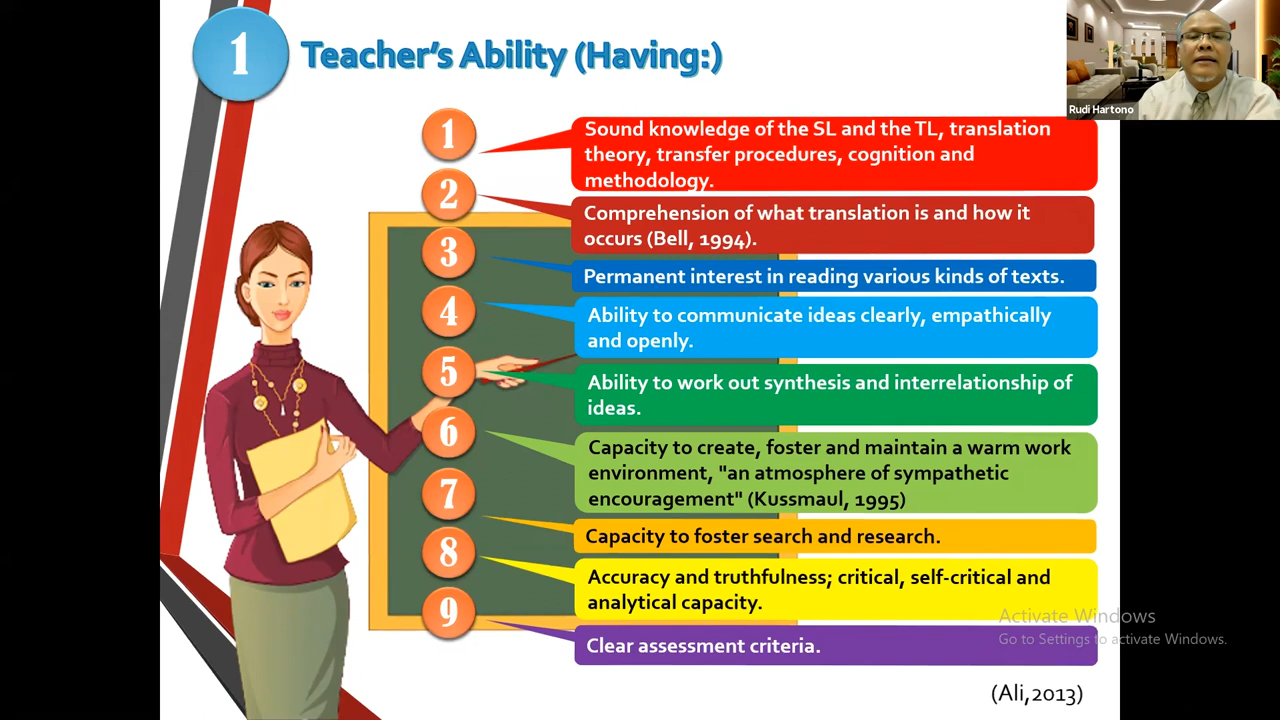 1
Teacher's Ability (Having:)
Rudi Hartono
1
Sound knowledge of the SL and the TL, translation
theory, transfer procedures, cognition and
methodology.
2
Comprehension of what translation is and how it
occurs (Bell, 1994).
3
Permanent interest in reading various kinds of texts.
4
Ability to communicate ideas clearly, empathically
and openly.
5
Ability to work out synthesis and interrelationship of
ideas.
6
Capacity to create, foster and maintain a warm work
environment, "an atmosphere of sympathetic
encouragement" (Kussmaul, 1995)
7
Capacity to foster search and research.
8
Accuracy and truthfulness; critical, self-critical and
analytical capacity.
9
Clear assessment criteria.
Activate Windows
Go to Settings to activate Windows.
(Ali,2013)